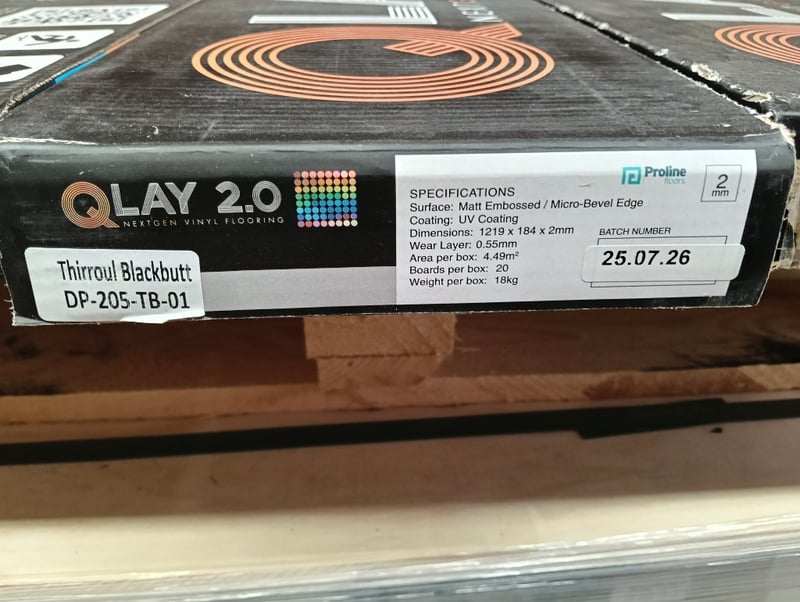 QLAY 2.0
NEXTGEN VINYL FLOORING
Thirroul Blackbutt
DP-205-TB-01
SPECIFICATIONS
Surface: Matt Embossed / Micro-Bevel Edge
Coating: UV Coating
Dimensions: 1219 x 184 x 2mm
Wear Layer: 0.55mm
Area per box: 4.49m²
Boards per box: 20
Weight per box: 18kg
Proline
floors
2
mm
BATCH NUMBER
25.07.26